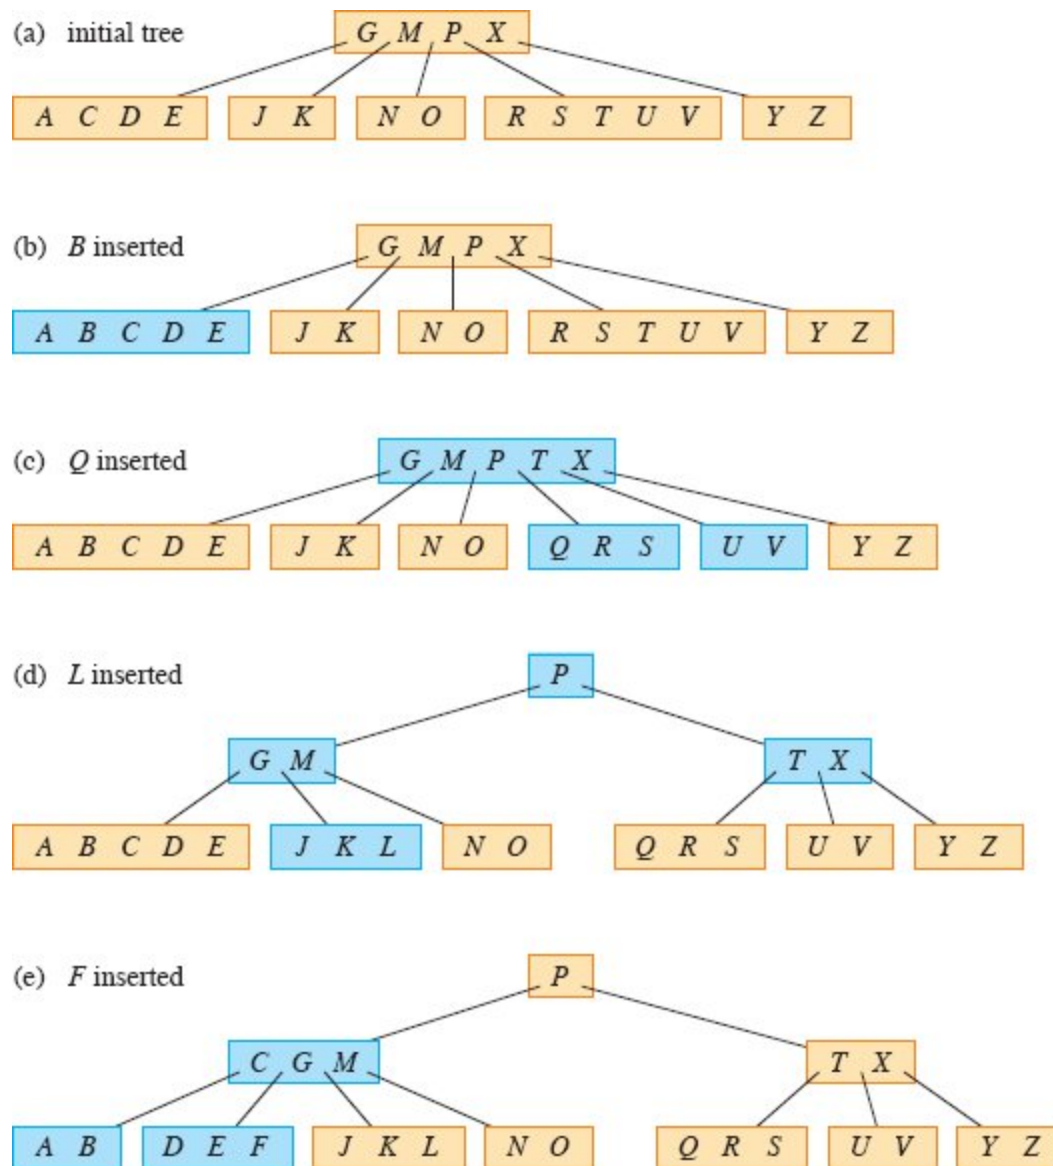 (a) initial tree
G M P X
A C D E J K N O R S T U V Y Z
(b) B inserted
G M P X
A B C D E J K N O R S T U V Y Z
(c) Q inserted
G M P T X
A B C D E J K N O Q R S U V Y Z
(d) L inserted
P
G M T X
A B C D E J K L N O Q R S U V Y Z
(e) F inserted
P
C G M T X
A B D E F J K L N O Q R S U V Y Z